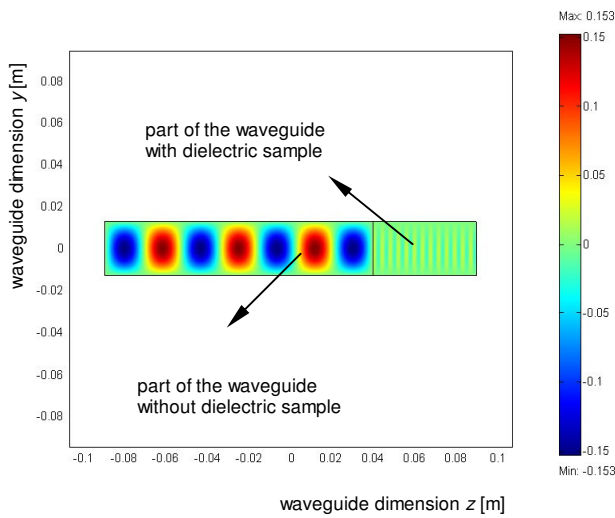 Max: 0.153
0.15
0.1
0.05
0
-0.05
-0.1
-0.15
Min: -0.153
waveguide dimension y [m]
0.08
0.06
0.04
0.02
0
-0.02
-0.04
-0.06
-0.08
part of the waveguide
with dielectric sample
part of the waveguide
without dielectric sample
-0.1 -0.08 -0.06 -0.04 -0.02 0 0.02 0.04 0.06 0.08 0.1
waveguide dimension z [m]